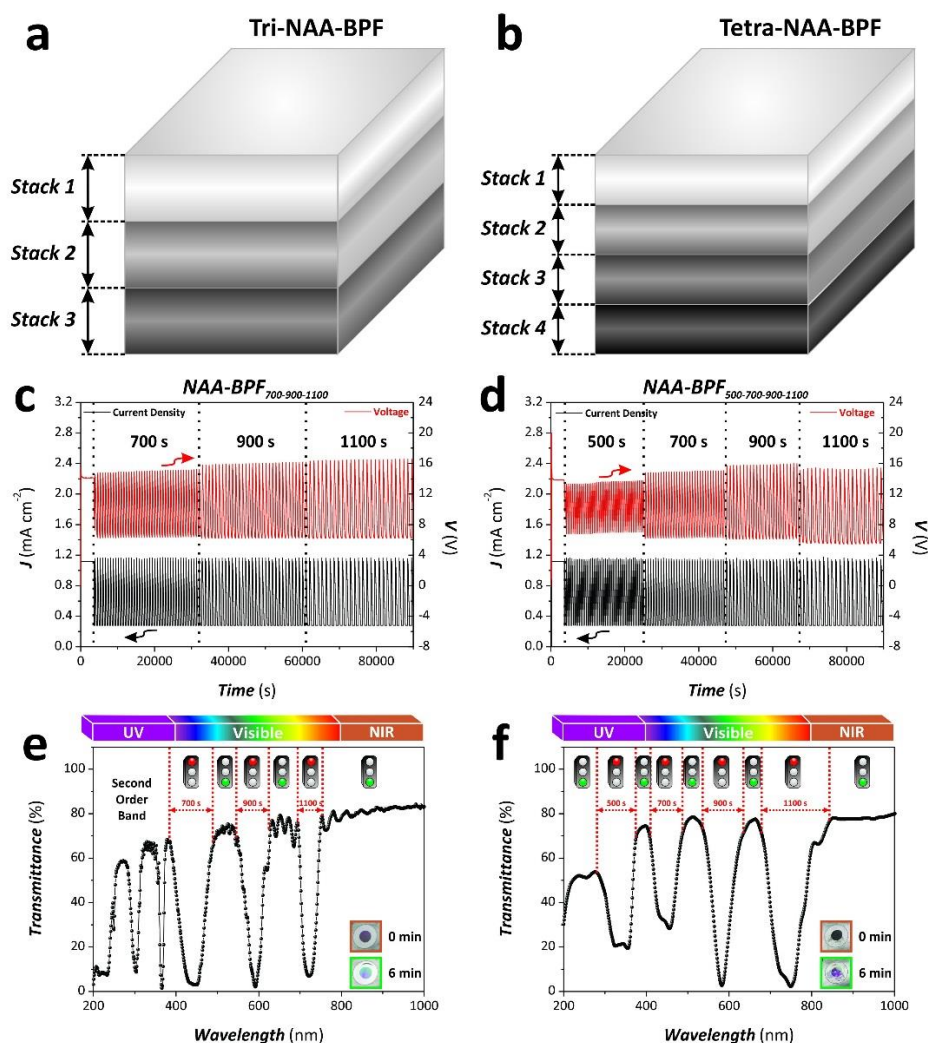 a
Tri-NAA-BPF
Stack 1
Stack 2
Stack 3
b
Tetra-NAA-BPF
Stack 1
Stack 2
Stack 3
Stack 4
c
NAA-BPF700-900-1100
Current Density
Voltage
700 s
900 s
1100 s
3.2
2.8
2.4
2.0
1.6
1.2
0.8
0.4
0.0
J (mA cm-2)
24
20
16
12
8
4
0
-4
-8
V (V)
0
20000
40000
60000
80000
Time (s)
d
NAA-BPF500-700-900-1100
Current Density
Voltage
500 s
700 s
900 s
1100 s
3.2
2.8
2.4
2.0
1.6
1.2
0.8
0.4
0.0
J (mA cm-2)
24
20
16
12
8
4
0
-4
-8
V (V)
0
20000
40000
60000
80000
Time (s)
UV
Visible
NIR
e
Second
Order
Band
700 s
900 s
1100 s
100
80
60
40
20
0
Transmittance (%)
0 min
6 min
200
400
600
800
1000
Wavelength (nm)
UV
Visible
NIR
f
500 s
700 s
900 s
1100 s
100
80
60
40
20
0
Transmittance (%)
0 min
6 min
200
400
600
800
1000
Wavelength (nm)